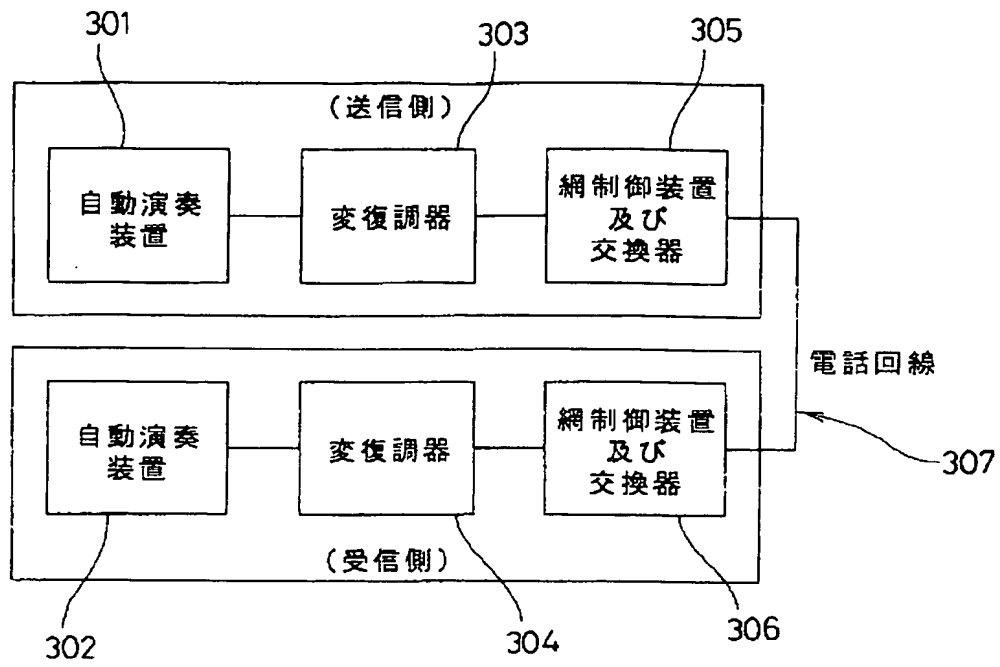 301
303
305
(送信側)
自動演奏
装置
変復調器
網制御装置
及び
交換器
電話回線
307
自動演奏
装置
変復調器
網制御装置
及び
交換器
(受信側)
302
304
306